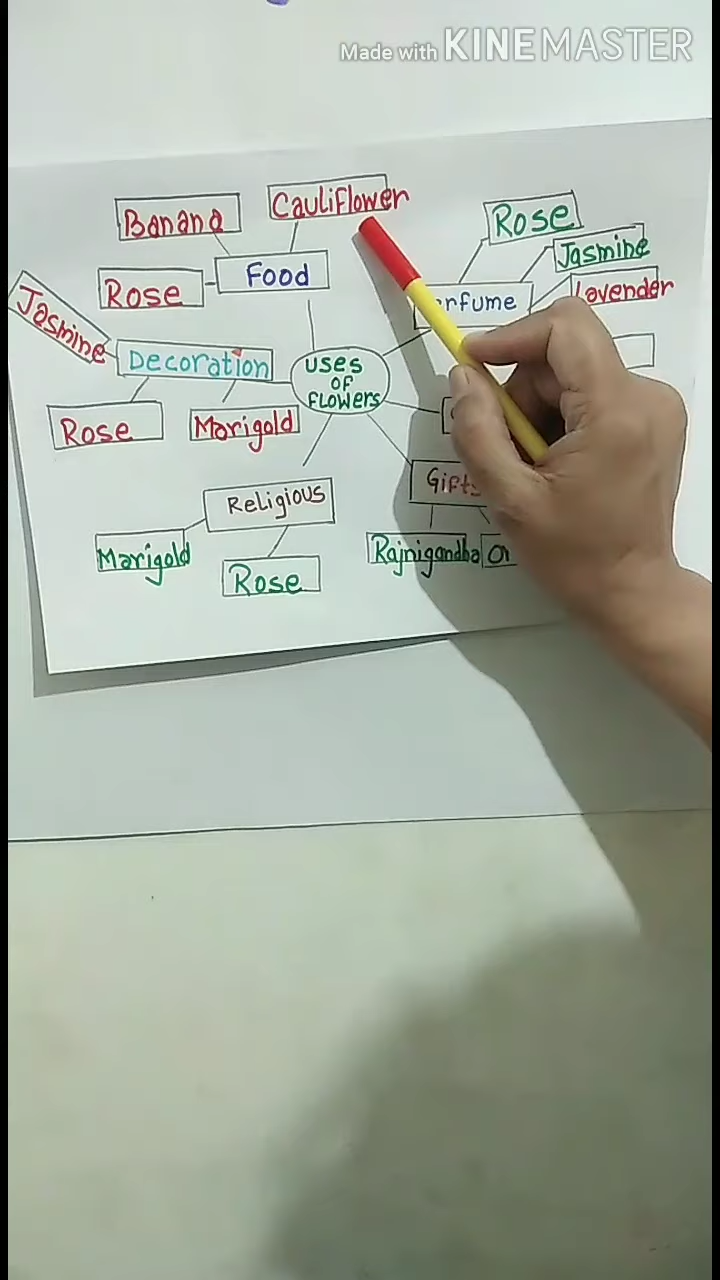 Made with KINEMASTER
Banana
Cauliflower
Rose
Rose
Food
Jasmine
Jasmine
Lavender
Decoration
USES
OF
FLOWERS
Rose
Marigold
Gifts
Religious
Marigold
Rose
Rajnigandha